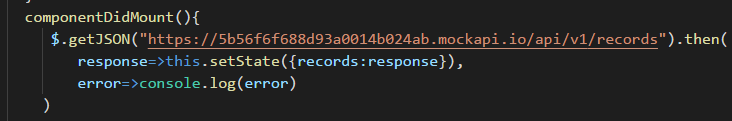 componentDidMount(){
$.getJSON("https://5b56f6f688d93a0014b024ab.mockapi.io/api/v1/records").then(
response=>this.setState({records:response}),
error=>console.log(error)
)